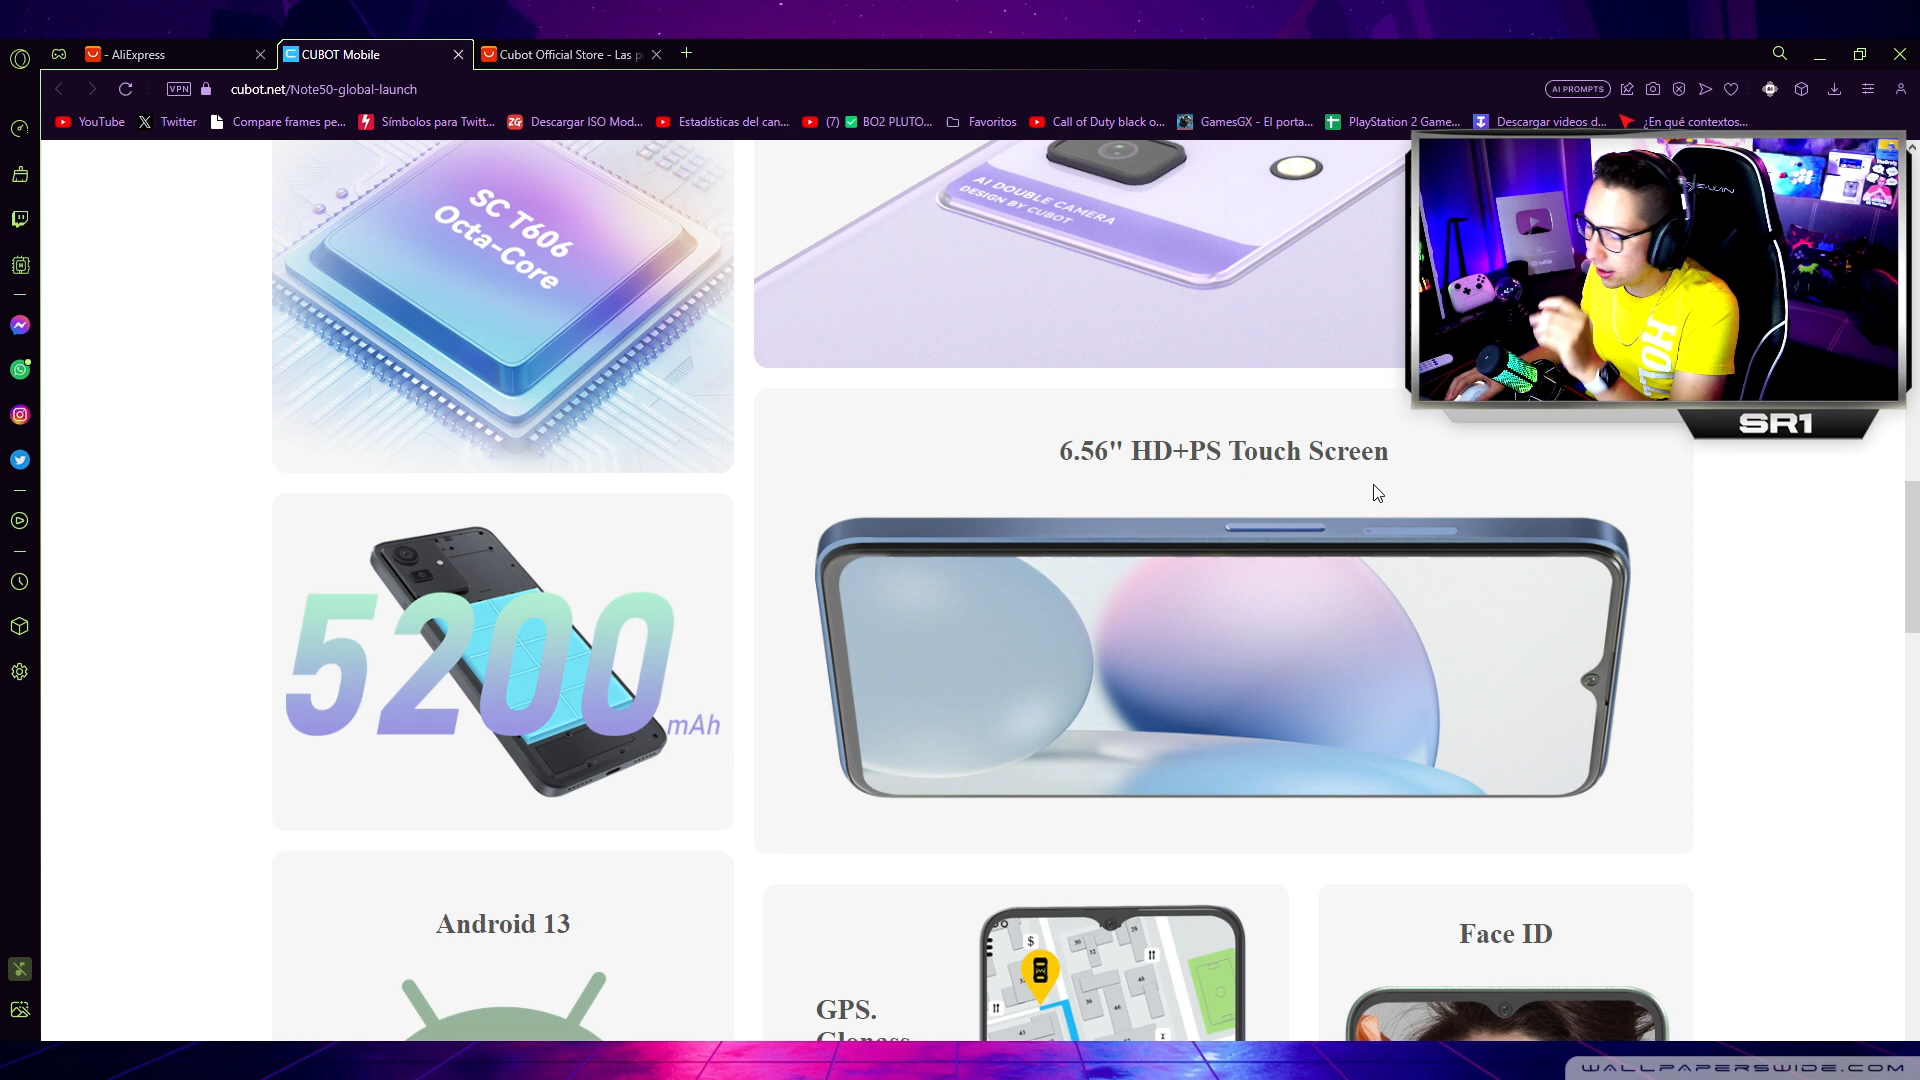 - AliExpress
CUBOT Mobile
Cubot Official Store - Las p
VPN
cubot.net/Note50-global-launch
AI PROMPTS
YouTube
Twitter
Compare frames pe...
Símbolos para Twitt...
2G
Descargar ISO Mod...
Estadísticas del can...
(7) ✅ BO2 PLUTO...
Favoritos
Call of Duty black o...
GamesGX - El porta...
PlayStation 2 Game...
Descargar videos d...
¿En qué contextos...
SC T606
Octa-Core
AI DOUBLE CAMERA
DESIGN BY CUBOT
SR1
6.56" HD+PS Touch Screen
5200
mAh
Android 13
GPS.
Glonass
Face ID
WALLPAPERSWIDE.COM